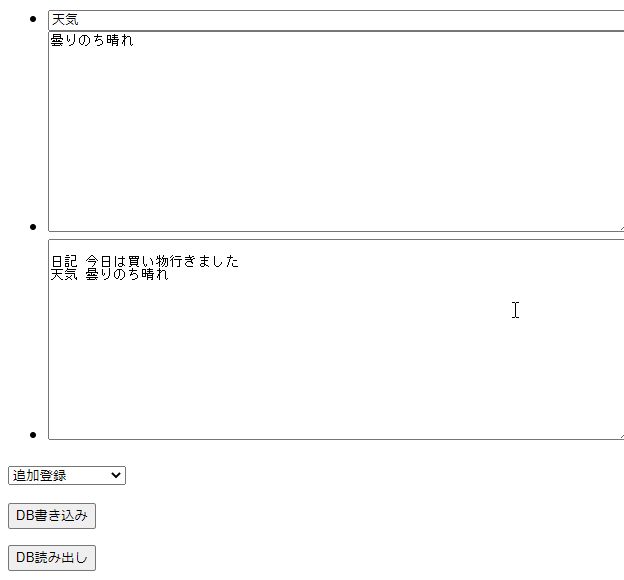 天気
曇りのち晴れ
日記 今日は買い物行きました
天気 曇りのち晴れ
追加登録
DB書き込み
DB読み出し